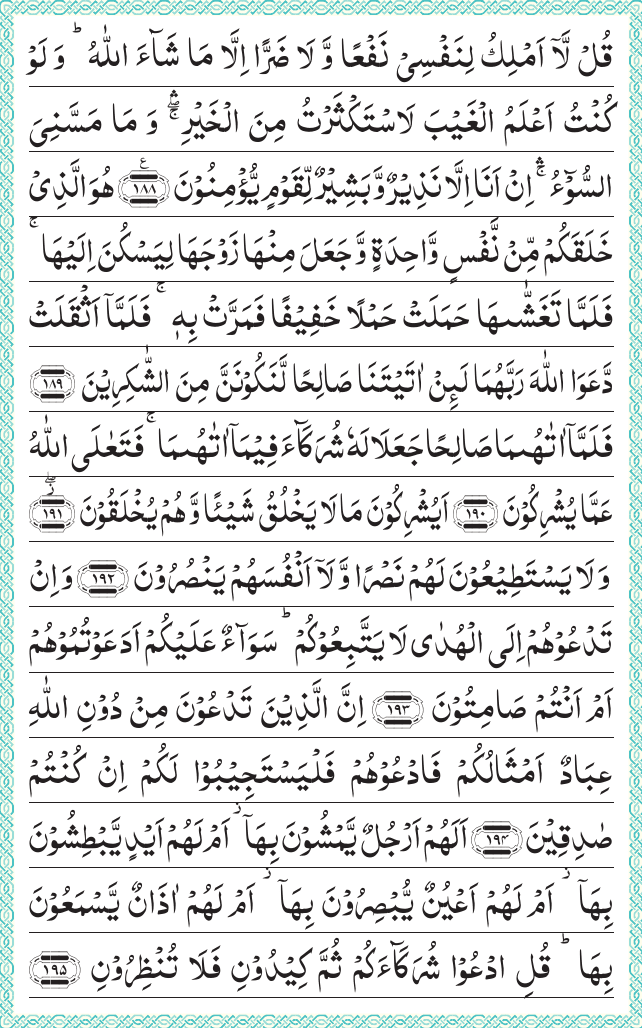 قُلْ لَّاۤ اَمْلِكُ لِنَفْسِیْ نَفْعًا وَّ لَا ضَرًّا اِلَّا مَا شَآءَ اللّٰهُ ؕ وَ لَوْ
كُنْتُ اَعْلَمُ الْغَیْبَ لَاسْتَكْثَرْتُ مِنَ الْخَیْرِ ۛۖۚ وَ مَا مَسَّنِیَ
السُّوْٓءُ ۛۚ اِنْ اَنَا اِلَّا نَذِیْرٌ وَّ بَشِیْرٌ لِّقَوْمٍ یُّؤْمِنُوْنَ ﴿۱۸۸﴾ ع هُوَ الَّذِیْ
خَلَقَكُمْ مِّنْ نَّفْسٍ وَّاحِدَةٍ وَّ جَعَلَ مِنْهَا زَوْجَهَا لِیَسْكُنَ اِلَیْهَا ۚ
فَلَمَّا تَغَشّٰىهَا حَمَلَتْ حَمْلًا خَفِیْفًا فَمَرَّتْ بِهٖ ۚ فَلَمَّاۤ اَثْقَلَتْ
دَّعَوَا اللّٰهَ رَبَّهُمَا لَىِٕنْ اٰتَیْتَنَا صَالِحًا لَّنَكُوْنَنَّ مِنَ الشّٰكِرِیْنَ ﴿۱۸۹﴾
فَلَمَّاۤ اٰتٰىهُمَا صَالِحًا جَعَلَا لَهٗ شُرَكَآءَ فِیْمَاۤ اٰتٰىهُمَا ۚ فَتَعٰلَی اللّٰهُ
عَمَّا یُشْرِكُوْنَ ﴿۱۹۰﴾ اَیُشْرِكُوْنَ مَا لَا یَخْلُقُ شَیْـًٔا وَّ هُمْ یُخْلَقُوْنَ ﴿۱۹۱﴾ ؗۖ
وَ لَا یَسْتَطِیْعُوْنَ لَهُمْ نَصْرًا وَّ لَاۤ اَنْفُسَهُمْ یَنْصُرُوْنَ ﴿۱۹۲﴾ وَ اِنْ
تَدْعُوْهُمْ اِلَی الْهُدٰی لَا یَتَّبِعُوْكُمْ ؕ سَوَآءٌ عَلَیْكُمْ اَدَعَوْتُمُوْهُمْ
اَمْ اَنْتُمْ صَامِتُوْنَ ﴿۱۹۳﴾ اِنَّ الَّذِیْنَ تَدْعُوْنَ مِنْ دُوْنِ اللّٰهِ
عِبَادٌ اَمْثَالُكُمْ فَادْعُوْهُمْ فَلْیَسْتَجِیْبُوْا لَكُمْ اِنْ كُنْتُمْ
صٰدِقِیْنَ ﴿۱۹۴﴾ اَلَهُمْ اَرْجُلٌ یَّمْشُوْنَ بِهَاۤ ؗ اَمْ لَهُمْ اَیْدٍ یَّبْطِشُوْنَ
بِهَاۤ ؗ اَمْ لَهُمْ اَعْیُنٌ یُّبْصِرُوْنَ بِهَاۤ ؗ اَمْ لَهُمْ اٰذَانٌ یَّسْمَعُوْنَ
بِهَا ؕ قُلِ ادْعُوْا شُرَكَآءَكُمْ ثُمَّ كِیْدُوْنِ فَلَا تُنْظِرُوْنِ ﴿۱۹۵﴾